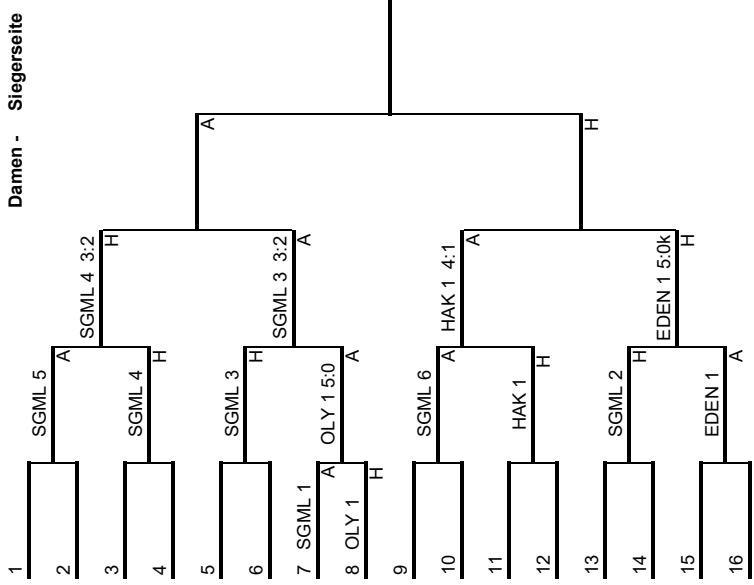 Damen - Siegerseite
1
2
3
4
5
6
7 SGML 1
8 OLY 1
9
10
11
12
13
14
15
16
A
H
SGML 5
A
SGML 4
H
SGML 3
H
OLY 1 5:0
A
SGML 6
A
HAK 1
H
SGML 2
H
EDEN 1
A
SGML 4 3:2
H
SGML 3 3:2
A
HAK 1 4:1
A
EDEN 1 5:0k
H
A
H